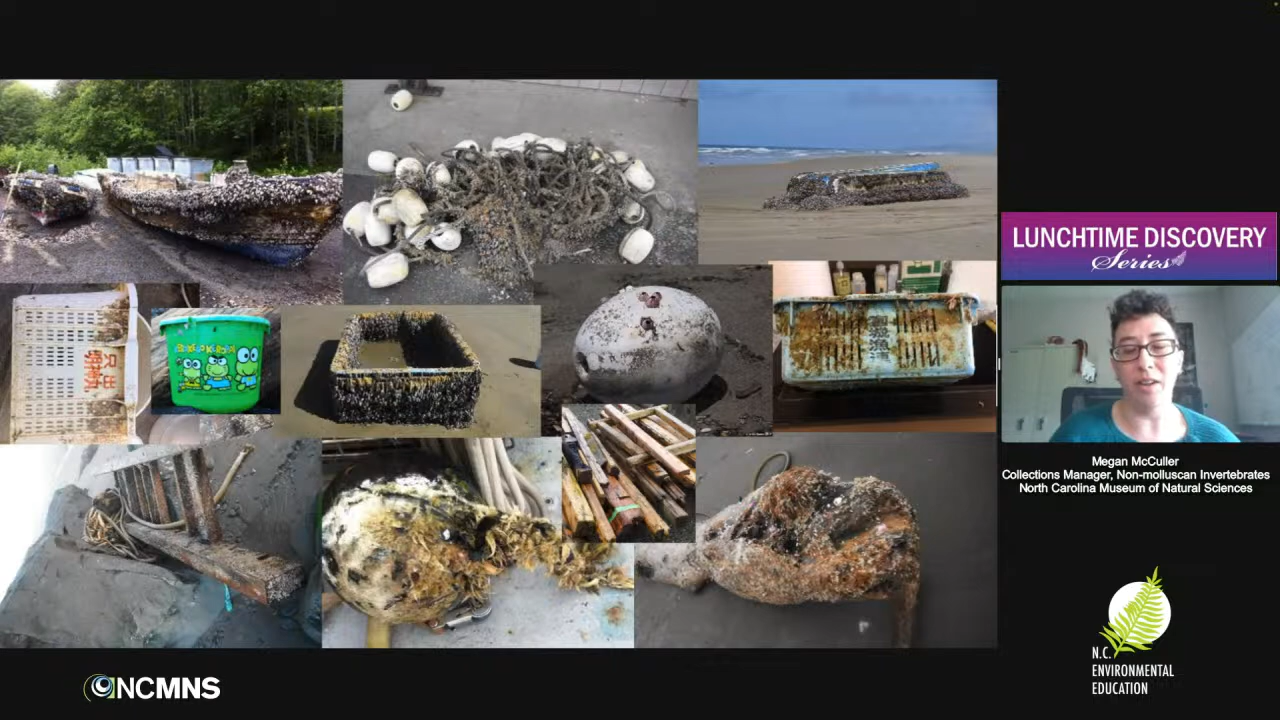 LUNCHTIME DISCOVERY
Series
Megan McCuller
Collections Manager, Non-molluscan Invertebrates
North Carolina Museum of Natural Sciences
N.C.
ENVIRONMENTAL
EDUCATION
NCMNS